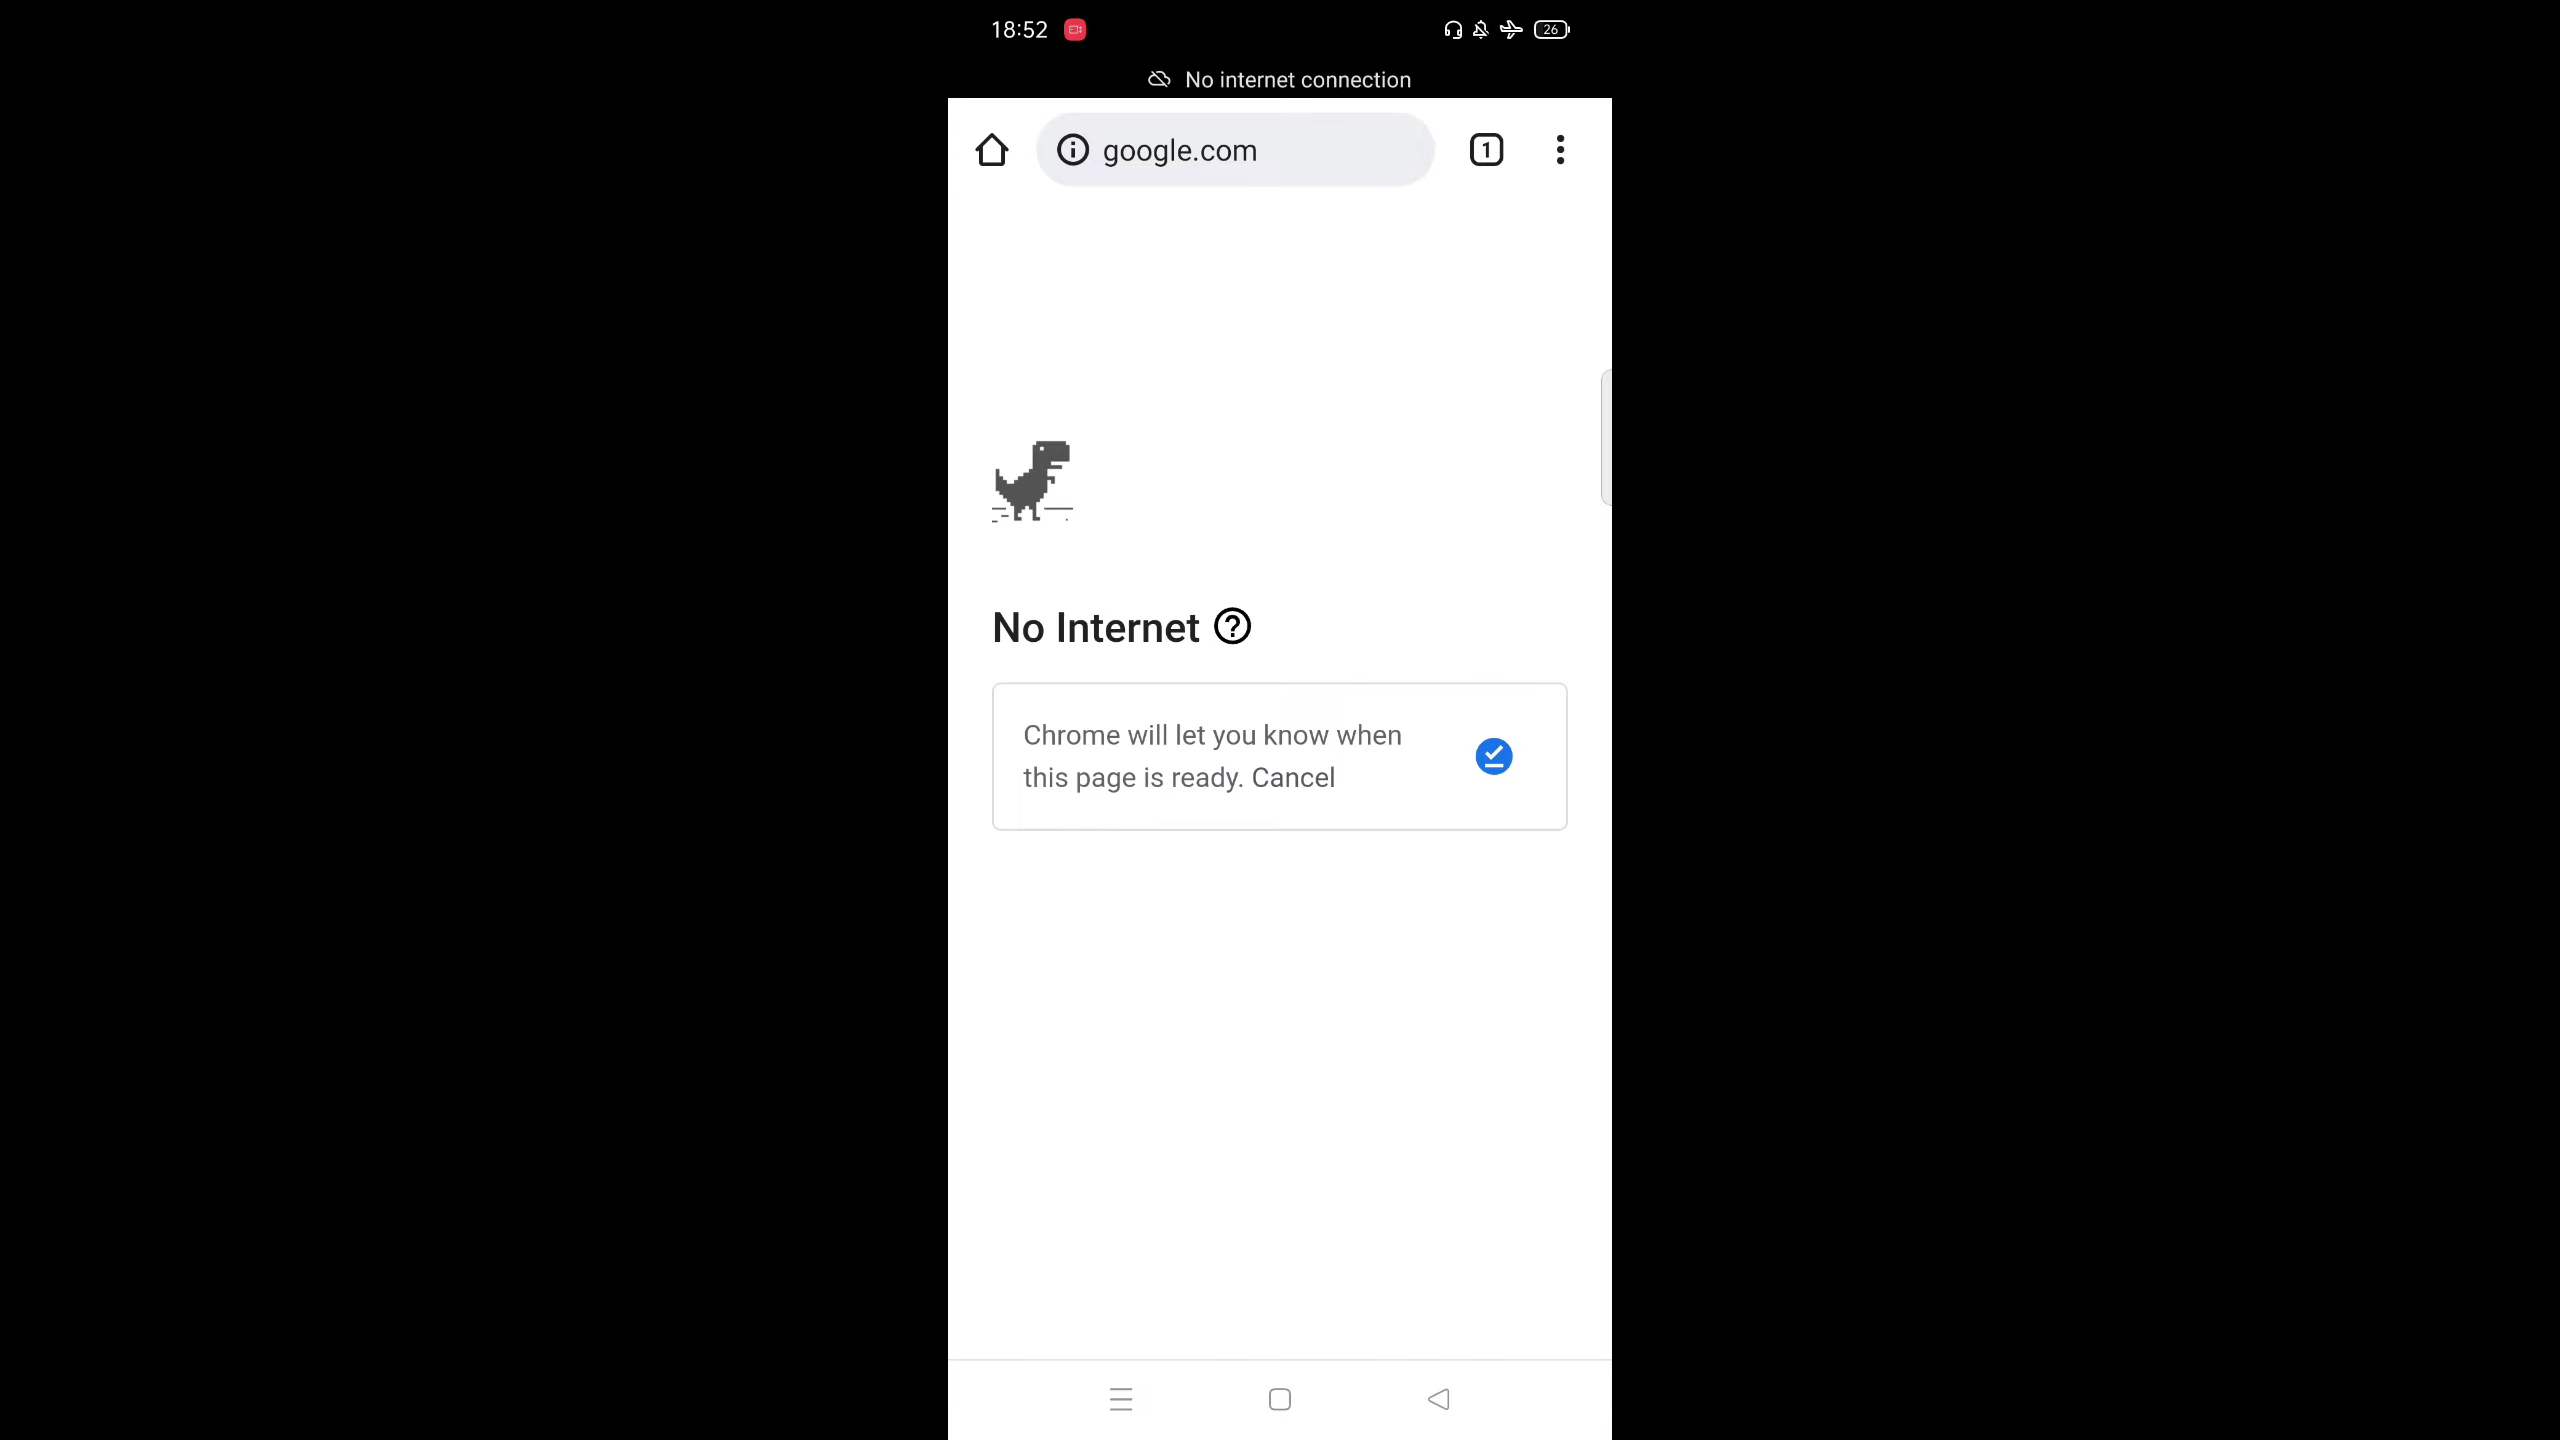 18:52
26
No internet connection
google.com
1
No Internet
Chrome will let you know when
this page is ready. Cancel